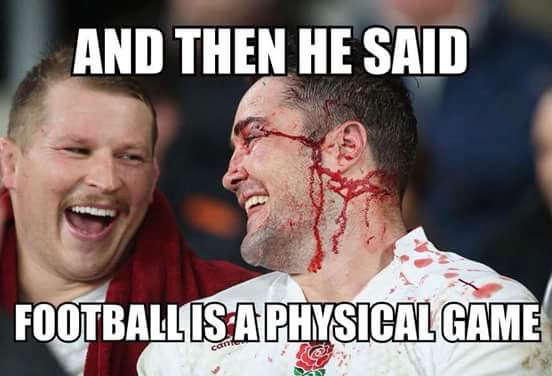 AND THEN HE SAID
FOOTBALL IS A PHYSICAL GAME